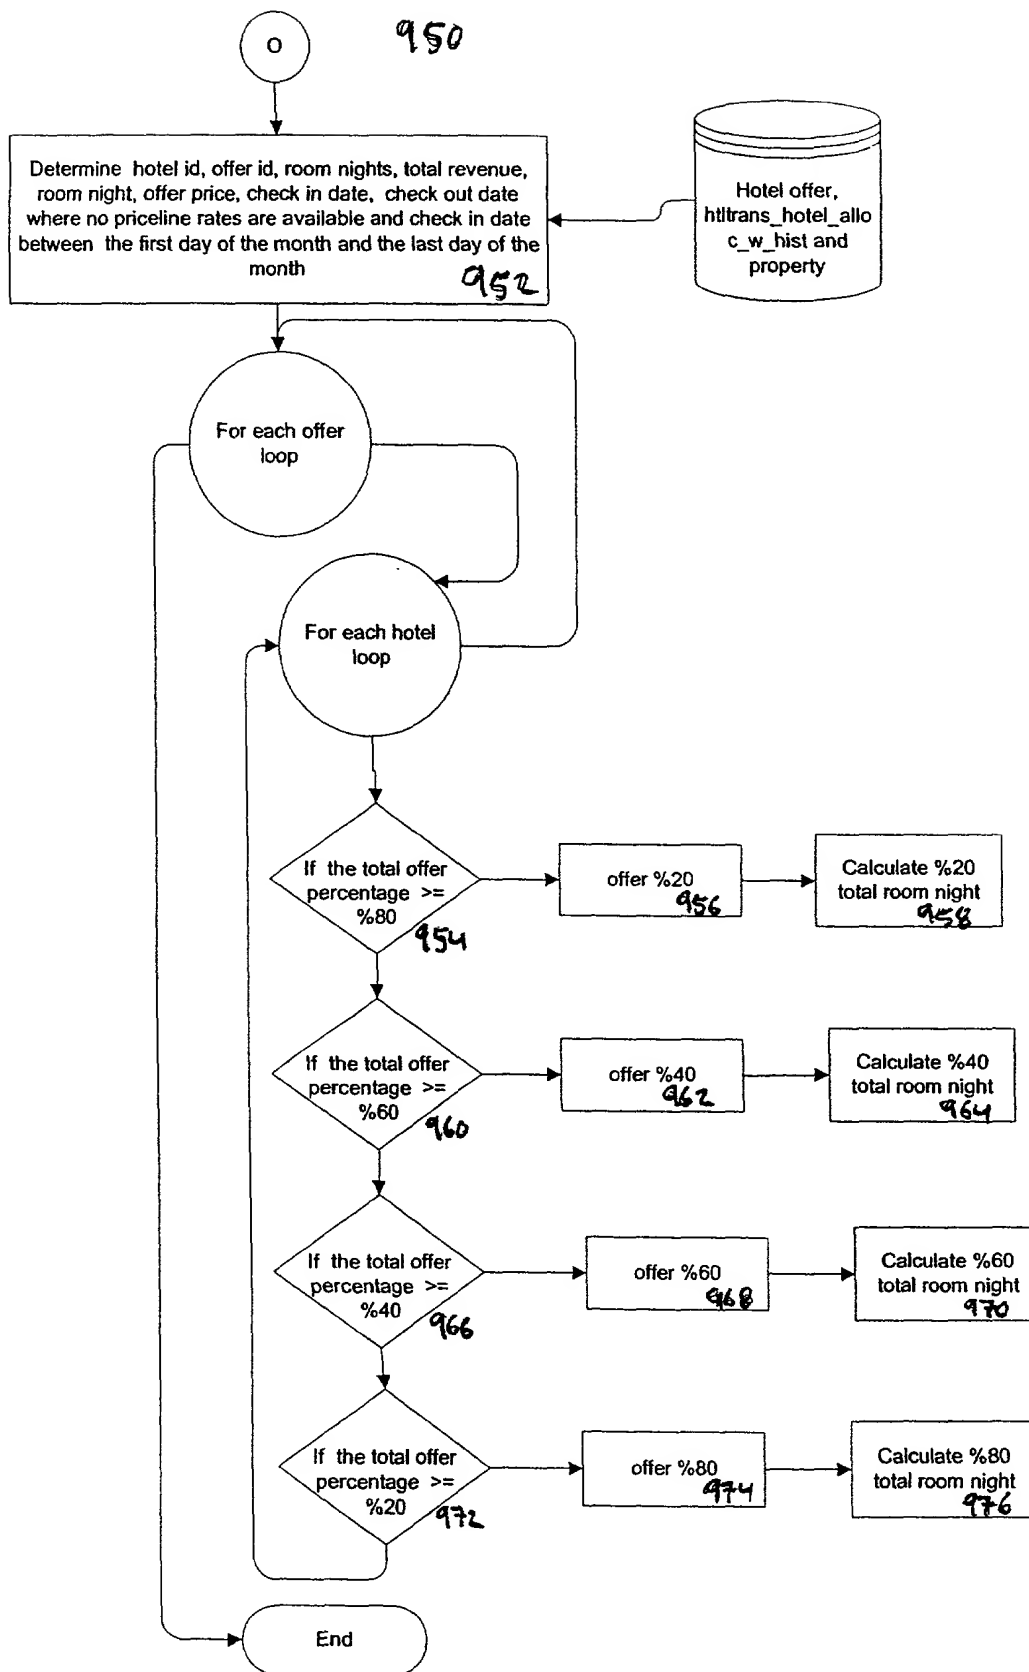 O
950
Determine hotel id, offer id, room nights, total revenue,
room night, offer price, check in date, check out date
where no priceline rates are available and check in date
between the first day of the month and the last day of the
month
952
Hotel offer,
htltrans_hotel_allo
c_w_hist and
property
For each offer
loop
For each hotel
loop
If the total offer
percentage >=
%80
954
offer %20
956
Calculate %20
total room night
958
If the total offer
percentage >=
%60
960
offer %40
962
Calculate %40
total room night
964
If the total offer
percentage >=
%40
966
offer %60
968
Calculate %60
total room night
970
If the total offer
percentage >=
%20
972
offer %80
974
Calculate %80
total room night
976
End